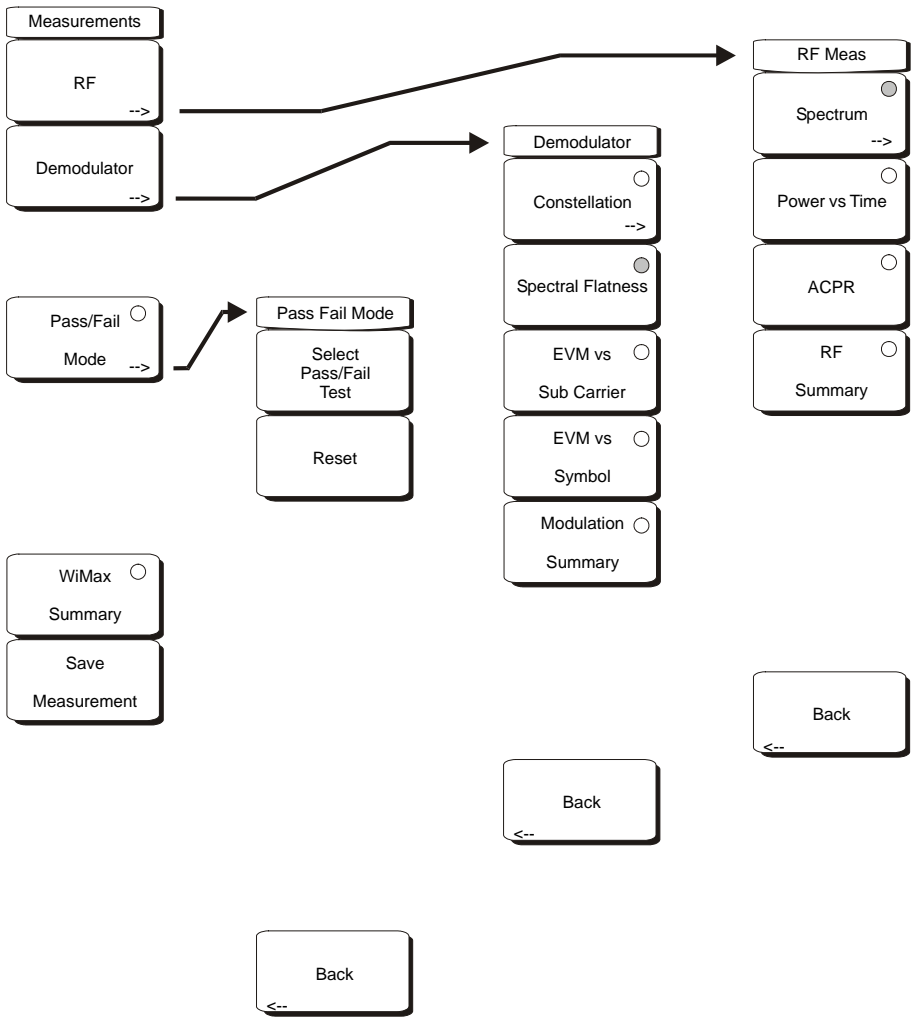 Measurements
RF
-->
Demodulator
-->
Pass/Fail
Mode
-->
WiMax
Summary
Save
Measurement
Pass Fail Mode
Select
Pass/Fail
Test
Reset
Back
<--
Demodulator
Constellation
-->
Spectral Flatness
EVM vs
Sub Carrier
EVM vs
Symbol
Modulation
Summary
Back
<--
RF Meas
Spectrum
-->
Power vs Time
ACPR
RF
Summary
Back
<--